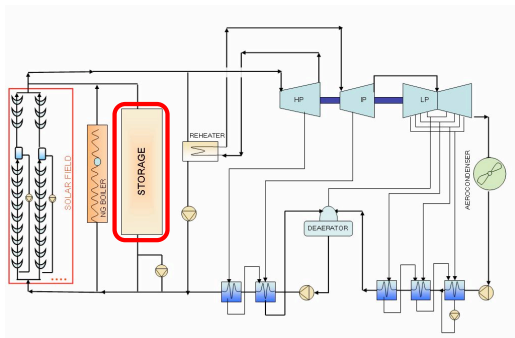 HP
IP
LP
REHEATER
SOLAR FIELD
NG BOILER
STORAGE
AEROCONDENSER
DEAERATOR